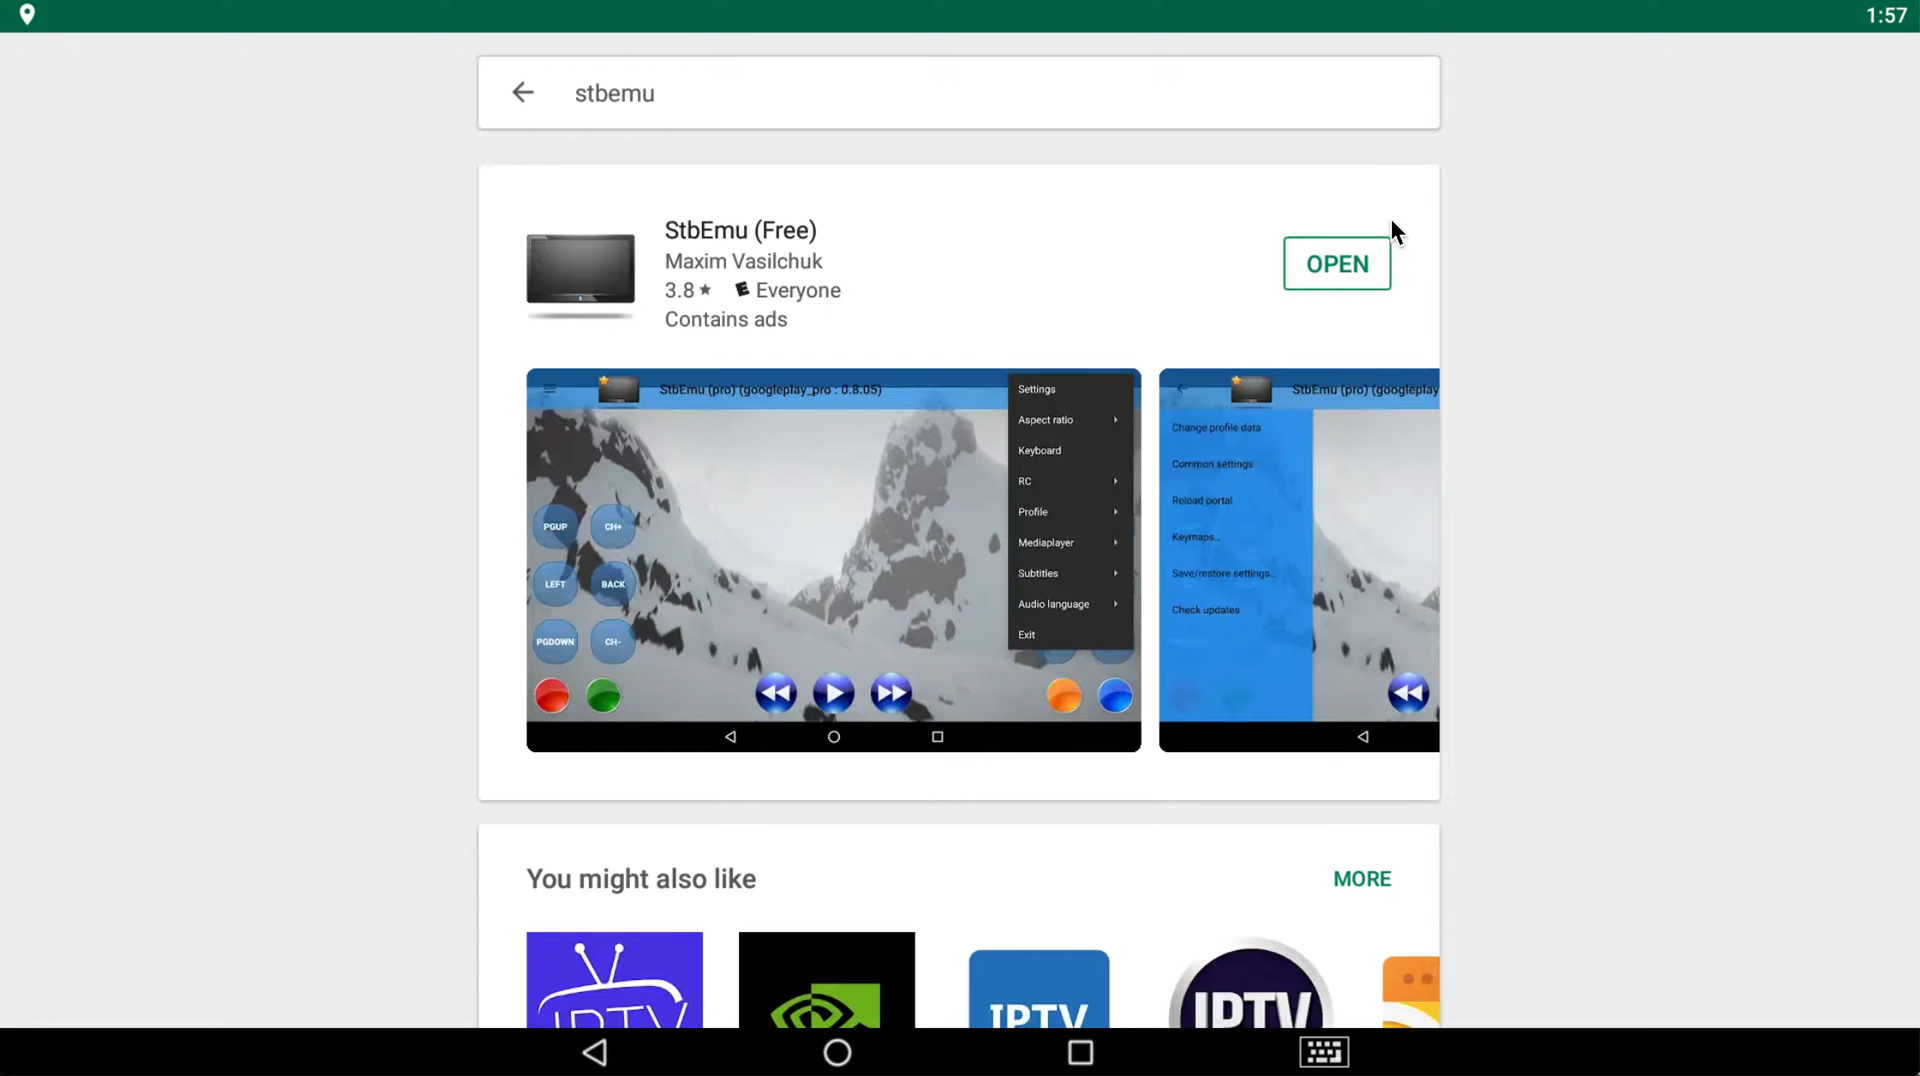 1:57
stbemu
StbEmu (Free)
Maxim Vasilchuk
3.8
Everyone
Contains ads
OPEN
StbEmu (pro) (googleplay_pro : 0.8.05)
Settings
Aspect ratio
Keyboard
RC
Profile
Mediaplayer
Subtitles
Audio language
Exit
PGUP
CH+
LEFT
BACK
PGDOWN
CH-
StbEmu (pro) (googleplay
Change profile data
Common settings
Reload portal
Keymaps...
Save/restore settings...
Check updates
You might also like
MORE
IPTV
IPTV
IPTV